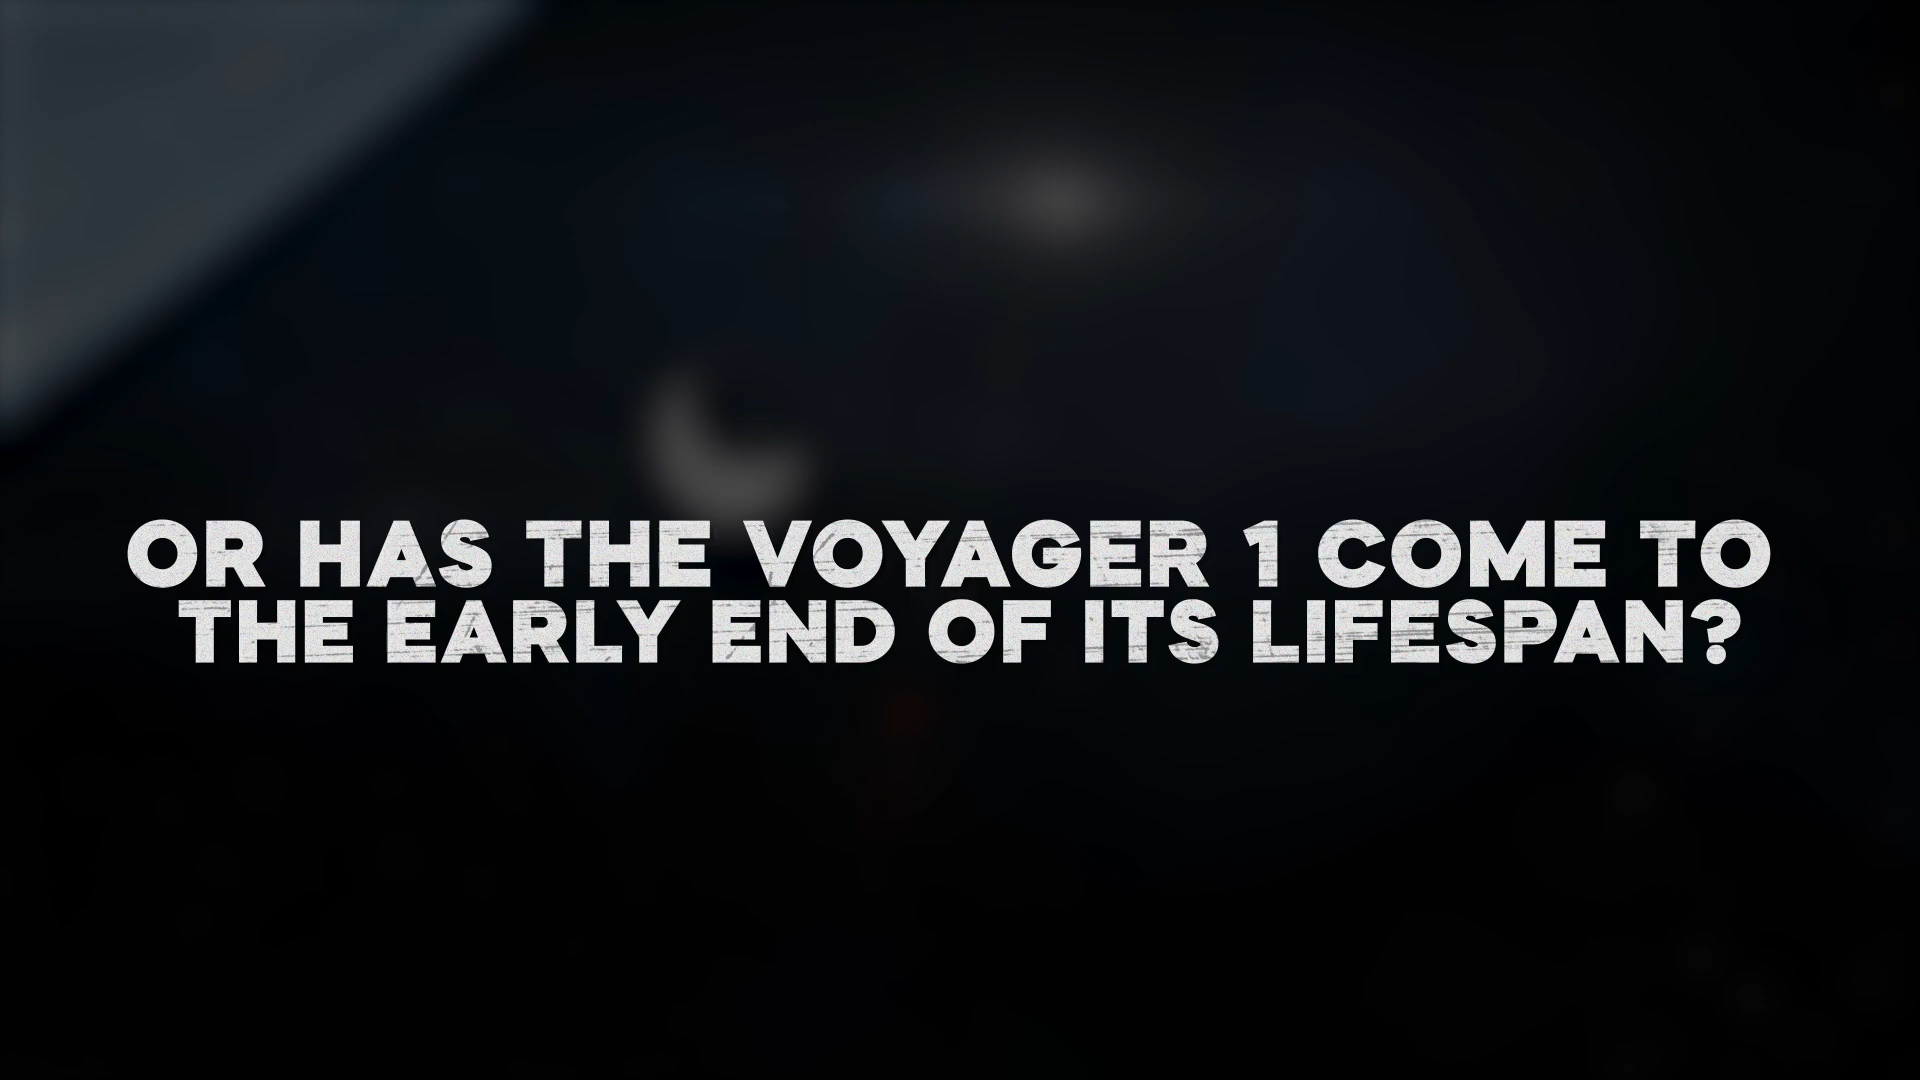 OR HAS THE VOYAGER 1 COME TO
THE EARLY END OF ITS LIFESPAN?